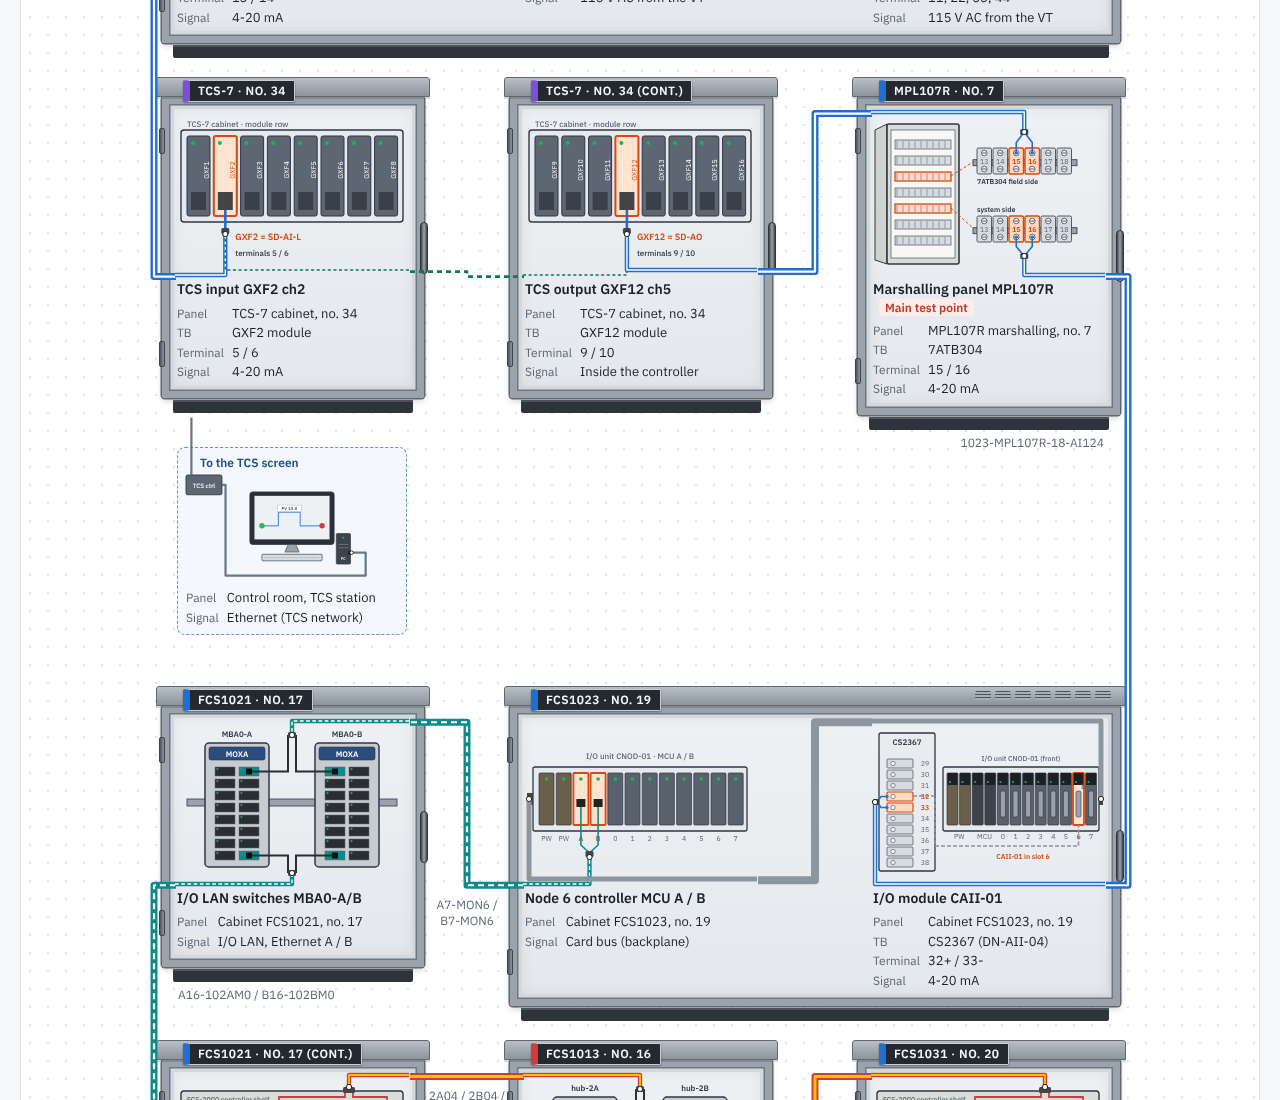 Signal 4-20 mA
Signal 115 V AC from the VT
TCS-7 · NO. 34
TCS-7 cabinet · module row
GXF1 GXF2 GXF3 GXF4 GXF5 GXF6 GXF7 GXF8
GXF2 = SD-AI-L
terminals 5 / 6
TCS input GXF2 ch2
Panel TCS-7 cabinet, no. 34
TB GXF2 module
Terminal 5 / 6
Signal 4-20 mA
TCS-7 · NO. 34 (CONT.)
TCS-7 cabinet · module row
GXF9 GXF10 GXF11 GXF12 GXF13 GXF14 GXF15 GXF16
GXF12 = SD-AO
terminals 9 / 10
TCS output GXF12 ch5
Panel TCS-7 cabinet, no. 34
TB GXF12 module
Terminal 9 / 10
Signal Inside the controller
MPL107R · NO. 7
13 14 15 16 17 18
7ATB304 field side
system side
13 14 15 16 17 18
Marshalling panel MPL107R
Main test point
Panel MPL107R marshalling, no. 7
TB 7ATB304
Terminal 15 / 16
Signal 4-20 mA
1023-MPL107R-18-AI124
To the TCS screen
TCS ctrl
PC
Panel Control room, TCS station
Signal Ethernet (TCS network)
FCS1021 · NO. 17
MBA0-A MBA0-B
MOXA MOXA
I/O LAN switches MBA0-A/B
Panel Cabinet FCS1021, no. 17
Signal I/O LAN, Ethernet A / B
A16-102AM0 / B16-102BM0
A7-MON6 /
B7-MON6
FCS1023 · NO. 19
I/O unit CNOD-01 · MCU A / B
PW PW A B 0 1 2 3 4 5 6 7
Node 6 controller MCU A / B
Panel Cabinet FCS1023, no. 19
Signal Card bus (backplane)
CS2367
29
30
31
32
33
34
35
36
37
38
I/O unit CNOD-01 (front)
PW MCU 0 1 2 3 4 5 6 7
CAII-01 in slot 6
I/O module CAII-01
Panel Cabinet FCS1023, no. 19
TB CS2367 (DN-AII-04)
Terminal 32+ / 33-
Signal 4-20 mA
FCS1021 · NO. 17 (CONT.)
2A04 / 2B04 /
FCS1013 · NO. 16
hub-2A hub-2B
FCS1031 · NO. 20